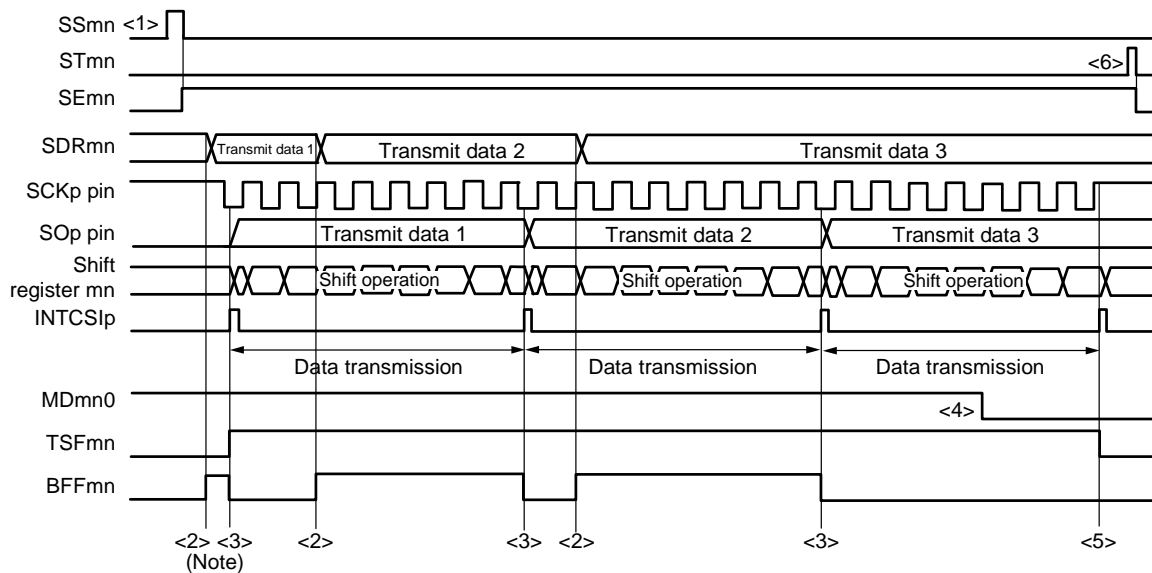 SSmn <1>
STmn <6>
SEmn
SDRmn Transmit data 1 Transmit data 2 Transmit data 3
SCKp pin
SOp pin Transmit data 1 Transmit data 2 Transmit data 3
Shift
register mn Shift operation Shift operation Shift operation
INTCSIp
Data transmission Data transmission Data transmission
MDmn0 <4>
TSFmn
BFFmn
<2> <3> <2> <3> <2> <3> <5>
(Note)